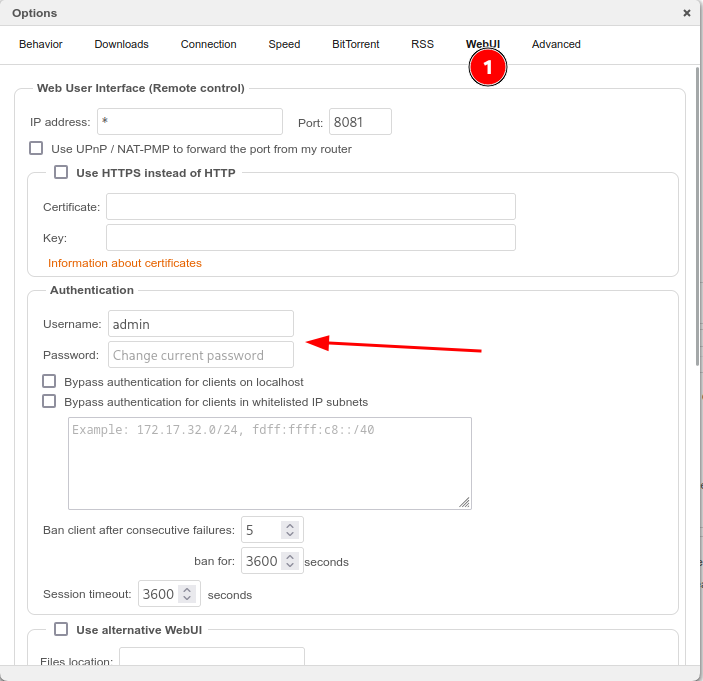 Options ×
Behavior Downloads Connection Speed BitTorrent RSS WebUI Advanced
1
Web User Interface (Remote control)
IP address: * Port: 8081
Use UPnP / NAT-PMP to forward the port from my router
Use HTTPS instead of HTTP
Certificate:
Key:
Information about certificates
Authentication
Username: admin
Password: Change current password
Bypass authentication for clients on localhost
Bypass authentication for clients in whitelisted IP subnets
Example: 172.17.32.0/24, fdff:ffff:c8::/40
Ban client after consecutive failures: 5
ban for: 3600 seconds
Session timeout: 3600 seconds
Use alternative WebUI
Files location: